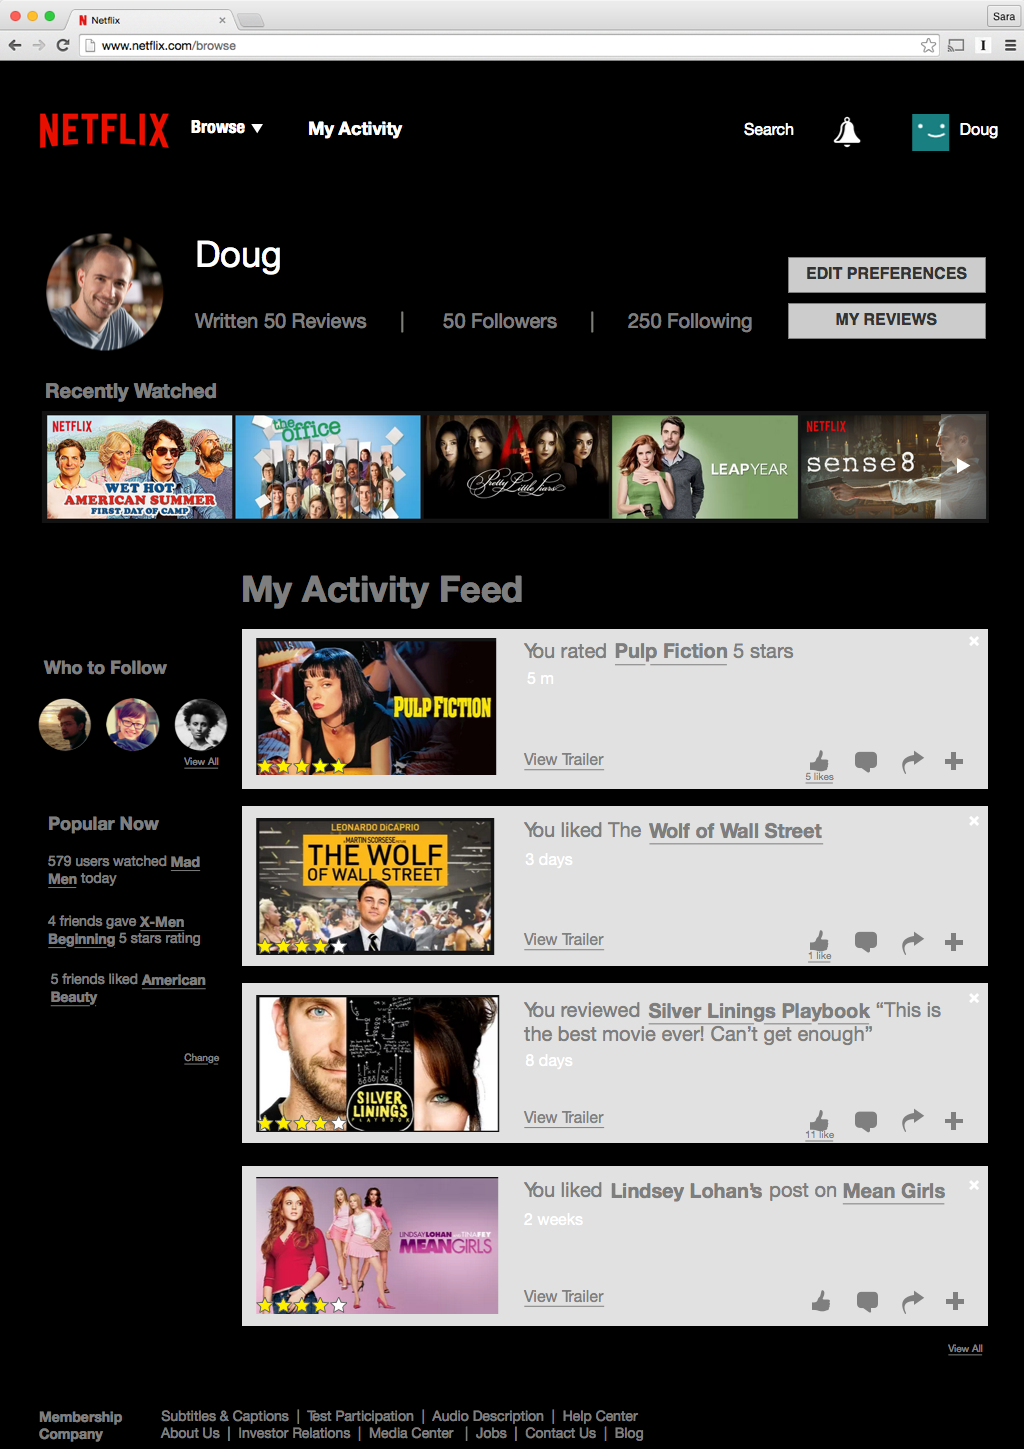 Netflix
Sara
www.netflix.com/browse
NETFLIX
Browse
My Activity
Search
Doug
Doug
EDIT PREFERENCES
Written 50 Reviews | 50 Followers | 250 Following
MY REVIEWS
Recently Watched
NETFLIX
WET HOT
AMERICAN SUMMER
FIRST DAY OF CAMP
the
office
A
Pretty Little Liars
LEAPYEAR
NETFLIX
sense8
My Activity Feed
Who to Follow
View All
Popular Now
579 users watched Mad
Men today
4 friends gave X-Men
Beginning 5 stars rating
5 friends liked American
Beauty
Change
PULP FICTION
You rated Pulp Fiction 5 stars
5 m
View Trailer
5 likes
LEONARDO DiCAPRIO
A MARTIN SCORSESE PICTURE
THE WOLF
OF WALL STREET
You liked The Wolf of Wall Street
3 days
View Trailer
1 like
SILVER
LININGS
PLAYBOOK
You reviewed Silver Linings Playbook “This is
the best movie ever! Can’t get enough”
8 days
View Trailer
11 like
LINDSAY LOHAN AND TINA FEY
MEAN GIRLS
You liked Lindsey Lohan’s post on Mean Girls
2 weeks
View Trailer
View All
Membership
Company
Subtitles & Captions | Test Participation | Audio Description | Help Center
About Us | Investor Relations | Media Center | Jobs | Contact Us | Blog